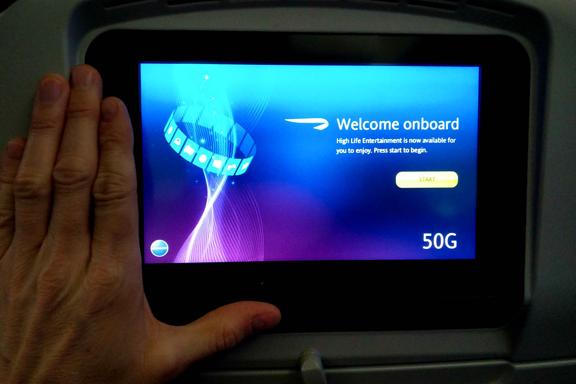 Welcome onboard
High Life Entertainment is now available for
you to enjoy. Press start to begin.
START
50G